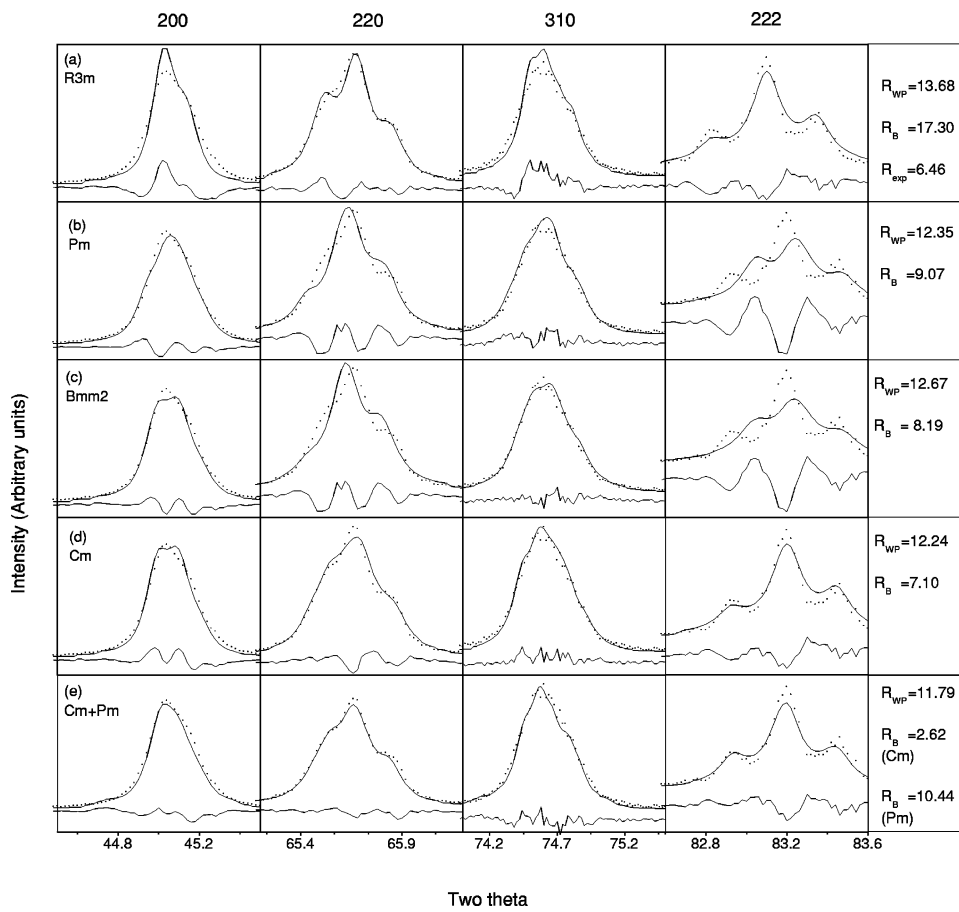 200 220 310 222
(a)
R3m
R_WP=13.68
R_B =17.30
R_exp=6.46
(b)
Pm
R_WP=12.35
R_B =9.07
(c)
Bmm2
R_WP=12.67
R_B = 8.19
(d)
Cm
R_WP=12.24
R_B =7.10
(e)
Cm+Pm
R_WP=11.79
R_B =2.62
(Cm)
R_B =10.44
(Pm)
Intensity (Arbitrary units)
44.8 45.2 65.4 65.9 74.2 74.7 75.2 82.8 83.2 83.6
Two theta